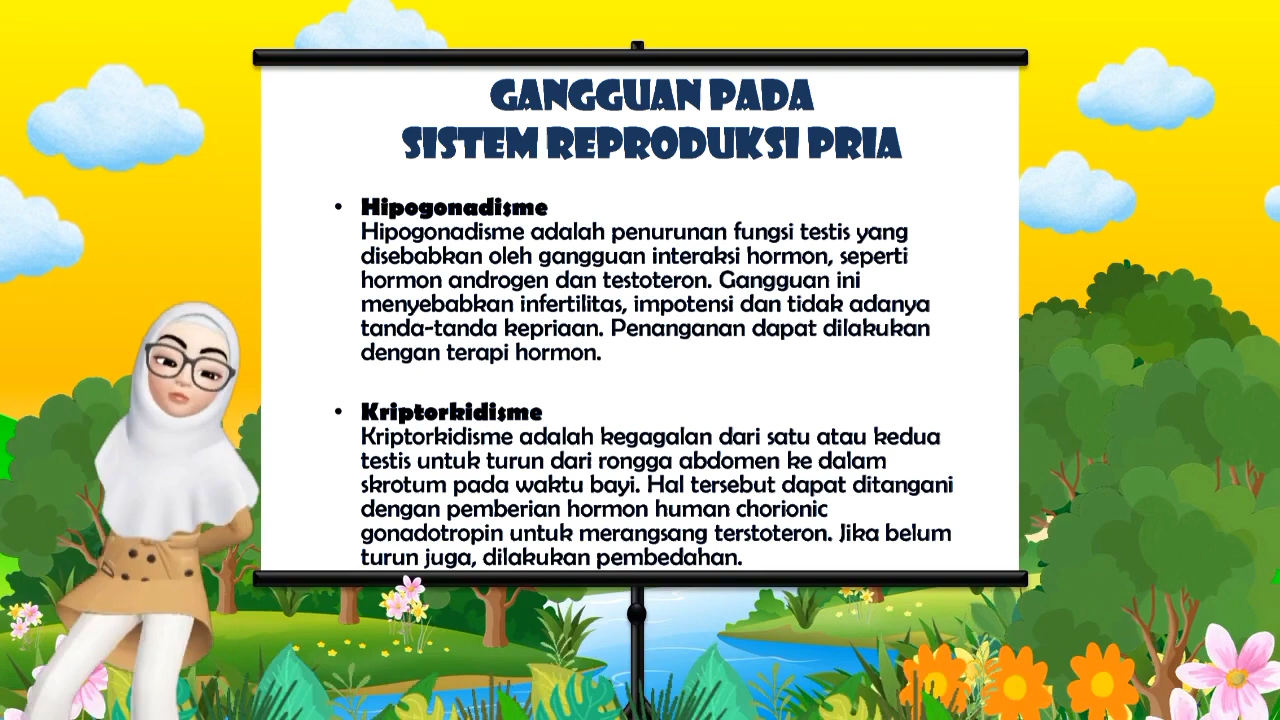 GANGGUAN PADA
SISTEM REPRODUKSI PRIA
• Hipogonadisme
Hipogonadisme adalah penurunan fungsi testis yang
disebabkan oleh gangguan interaksi hormon, seperti
hormon androgen dan testoteron. Gangguan ini
menyebabkan infertilitas, impotensi dan tidak adanya
tanda-tanda kepriaan. Penanganan dapat dilakukan
dengan terapi hormon.
• Kriptorkidisme
Kriptorkidisme adalah kegagalan dari satu atau kedua
testis untuk turun dari rongga abdomen ke dalam
skrotum pada waktu bayi. Hal tersebut dapat ditangani
dengan pemberian hormon human chorionic
gonadotropin untuk merangsang terstoteron. Jika belum
turun juga, dilakukan pembedahan.